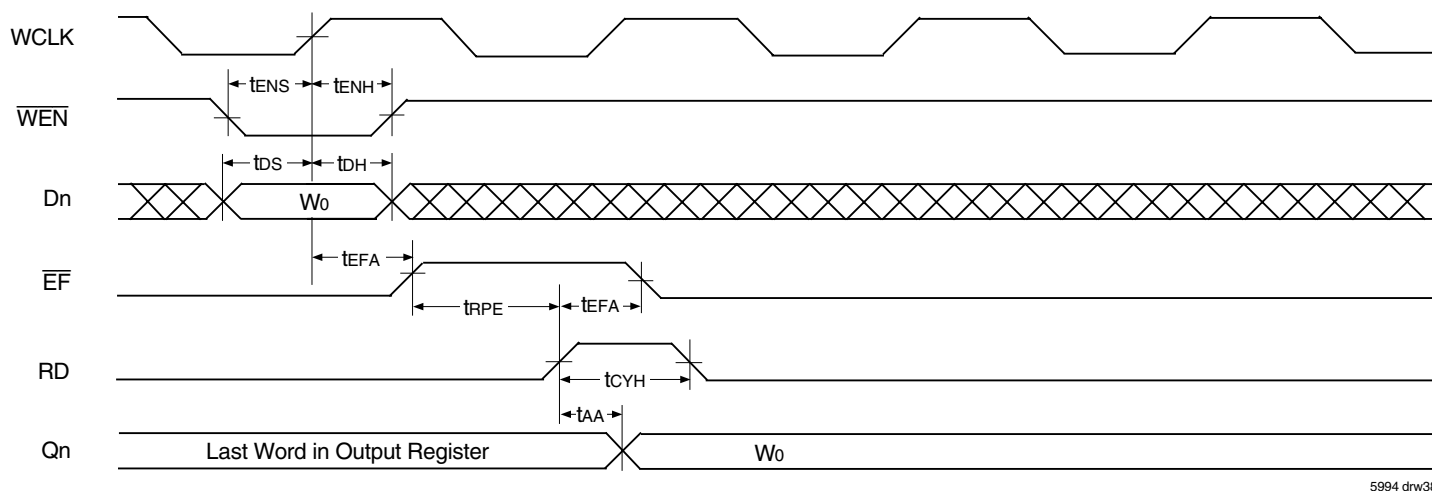 WCLK
tENS tENH
WEN
tDS tDH
Dn W0
tEFA
EF
tRPE tEFA
RD
tCYH
tAA
Qn Last Word in Output Register W0
5994 drw38